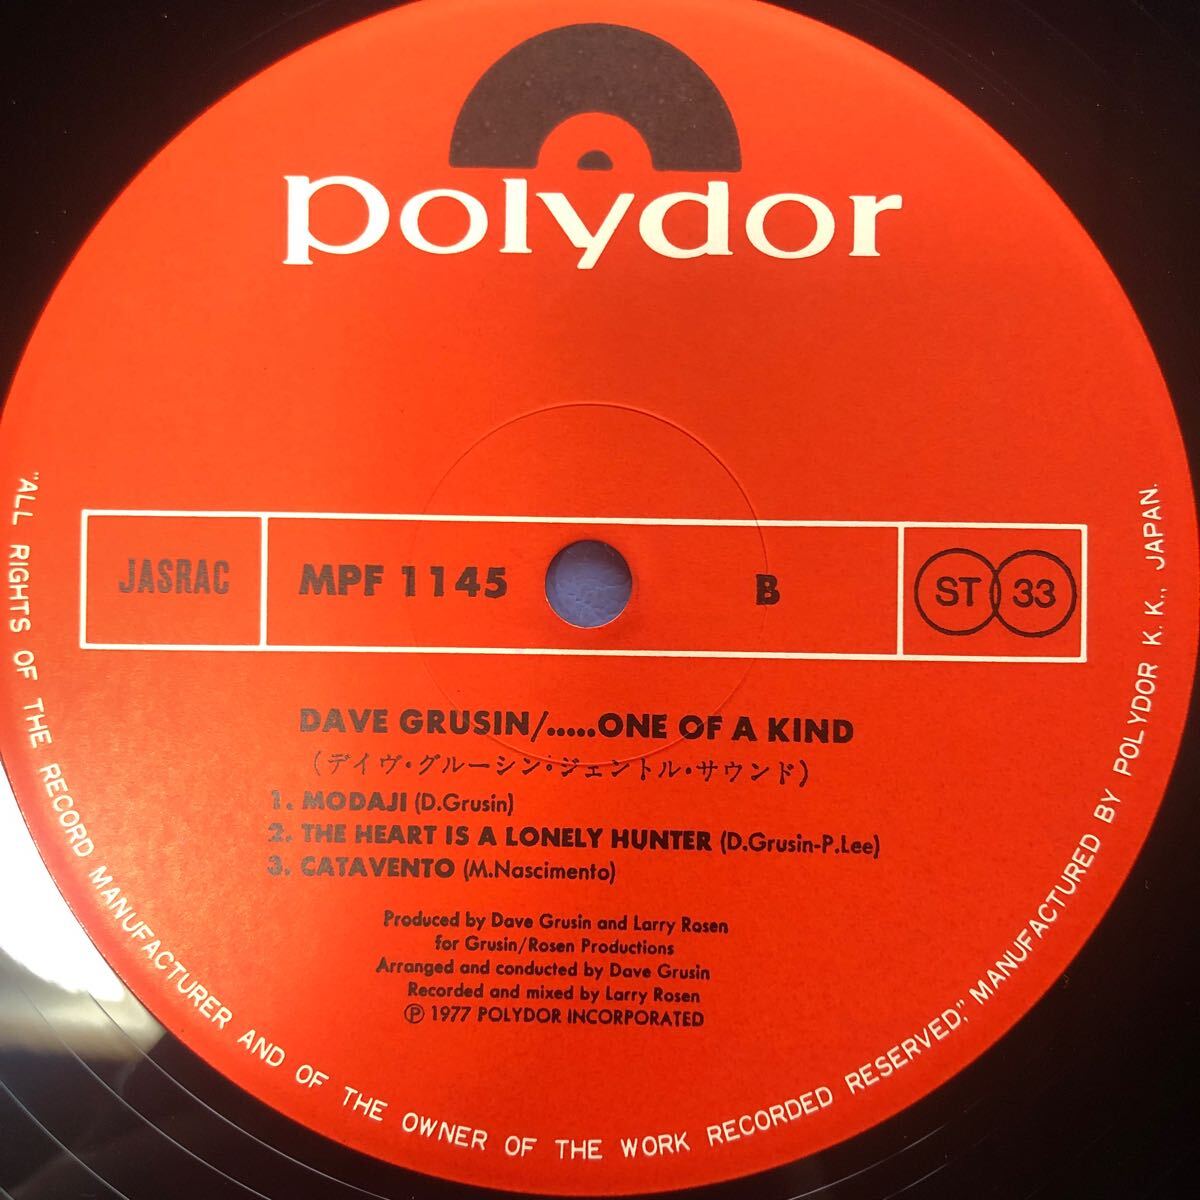 polydor
JASRAC MPF 1145 B ST 33
DAVE GRUSIN/.....ONE OF A KIND
(デイヴ・グルーシン・ジェントル・サウンド)
1. MODAJI (D.Grusin)
2. THE HEART IS A LONELY HUNTER (D.Grusin-P.Lee)
3. CATAVENTO (M.Nascimento)
Produced by Dave Grusin and Larry Rosen
for Grusin/Rosen Productions
Arranged and conducted by Dave Grusin
Recorded and mixed by Larry Rosen
Ⓟ 1977 POLYDOR INCORPORATED
"ALL RIGHTS OF THE RECORD MANUFACTURER AND OF THE OWNER OF THE WORK RECORDED RESERVED," MANUFACTURED BY POLYDOR K. K., JAPAN.